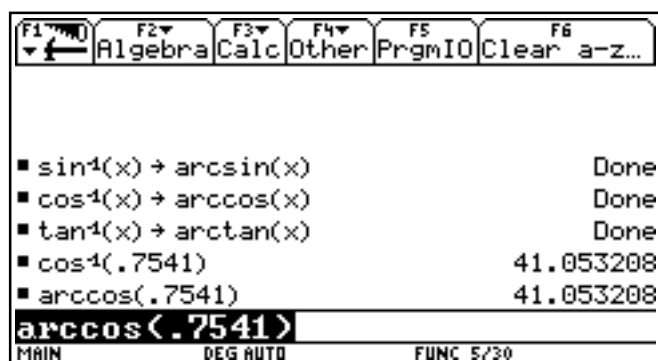 F1 F2 Algebra F3 Calc F4 Other F5 PrgmIO F6 Clear a-z…
▪ sin⁻¹(x) → arcsin(x) Done
▪ cos⁻¹(x) → arccos(x) Done
▪ tan⁻¹(x) → arctan(x) Done
▪ cos⁻¹(.7541) 41.053208
▪ arccos(.7541) 41.053208
arccos(.7541)
MAIN DEG AUTO FUNC 5/30